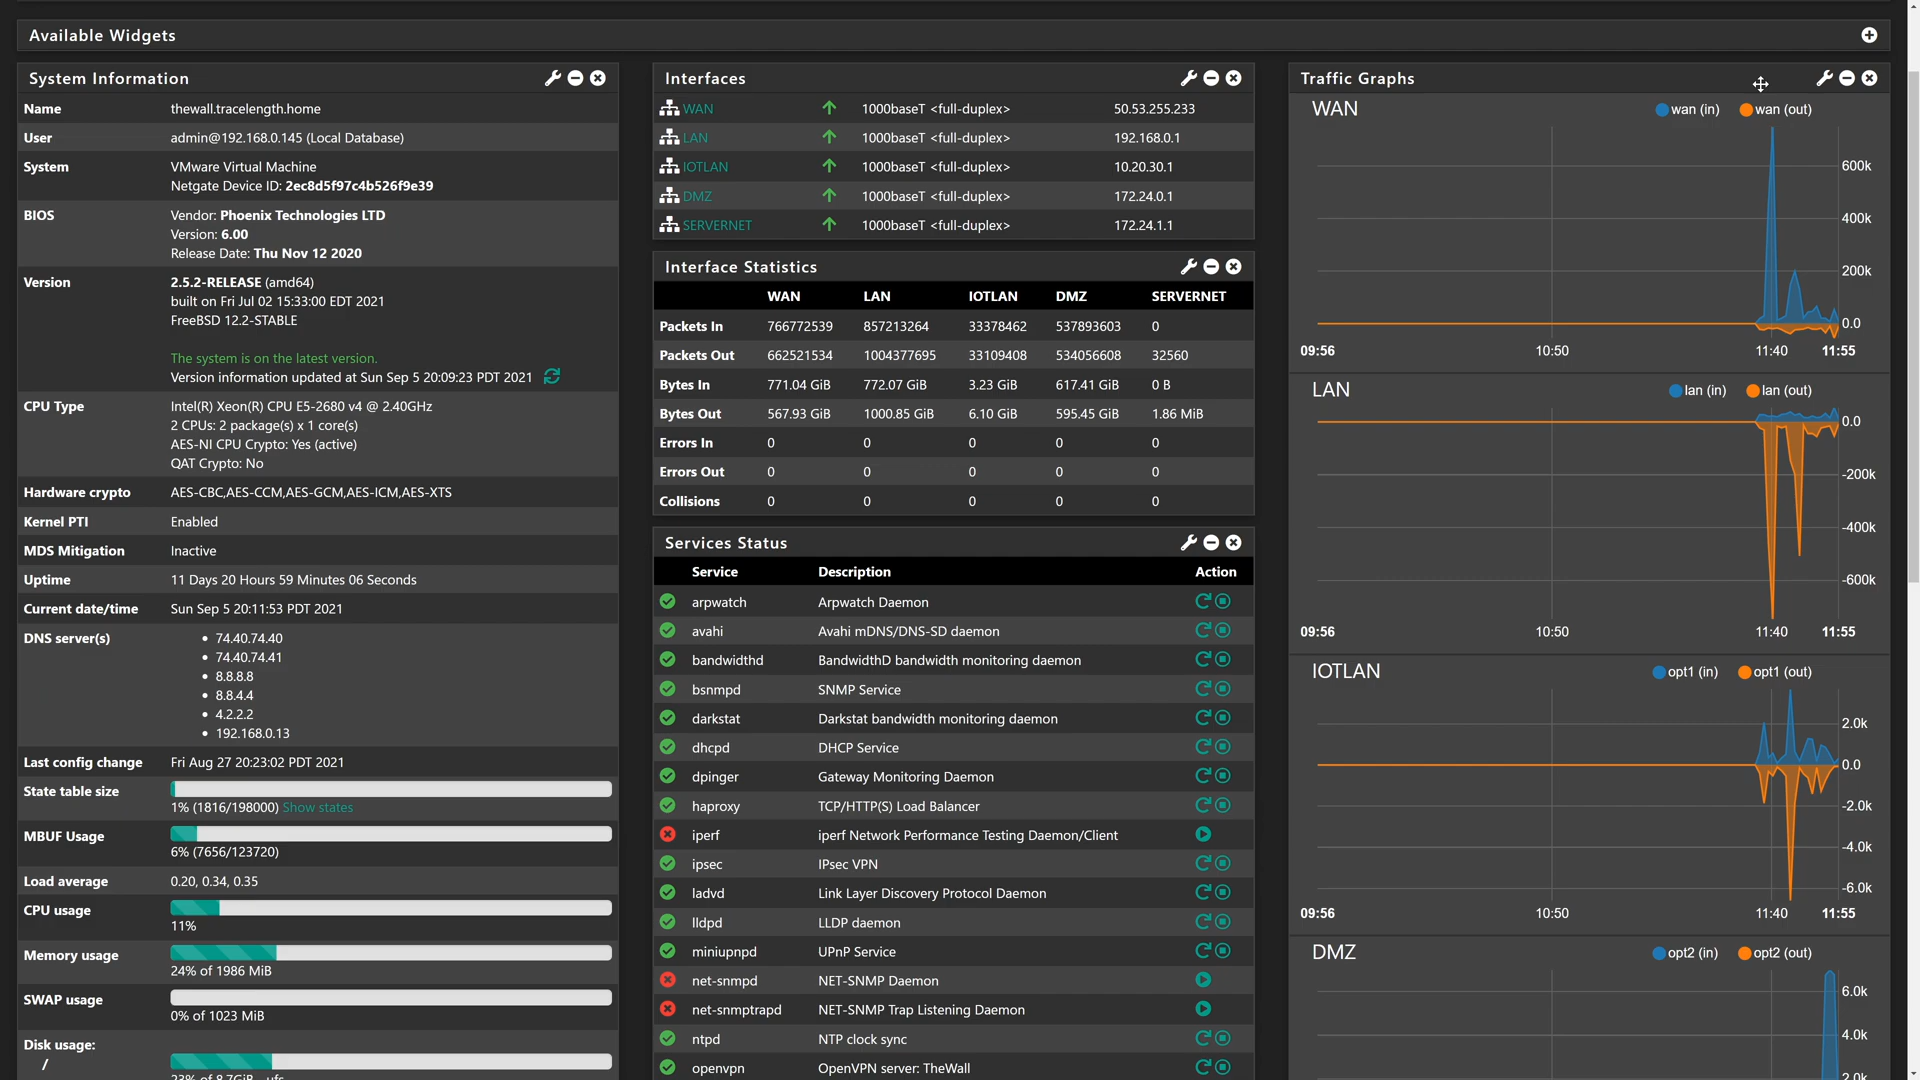 Available Widgets
System Information
Name thewall.tracelength.home
User admin@192.168.0.145 (Local Database)
System VMware Virtual Machine
Netgate Device ID: 2ec8d5f97c4b526f9e39
BIOS Vendor: Phoenix Technologies LTD
Version: 6.00
Release Date: Thu Nov 12 2020
Version 2.5.2-RELEASE (amd64)
built on Fri Jul 02 15:33:00 EDT 2021
FreeBSD 12.2-STABLE
The system is on the latest version.
Version information updated at Sun Sep 5 20:09:23 PDT 2021
CPU Type Intel(R) Xeon(R) CPU E5-2680 v4 @ 2.40GHz
2 CPUs: 2 package(s) x 1 core(s)
AES-NI CPU Crypto: Yes (active)
QAT Crypto: No
Hardware crypto AES-CBC,AES-CCM,AES-GCM,AES-ICM,AES-XTS
Kernel PTI Enabled
MDS Mitigation Inactive
Uptime 11 Days 20 Hours 59 Minutes 06 Seconds
Current date/time Sun Sep 5 20:11:53 PDT 2021
DNS server(s) • 74.40.74.40
• 74.40.74.41
• 8.8.8.8
• 8.8.4.4
• 4.2.2.2
• 192.168.0.13
Last config change Fri Aug 27 20:23:02 PDT 2021
State table size
1% (1816/198000) Show states
MBUF Usage
6% (7656/123720)
Load average 0.20, 0.34, 0.35
CPU usage
11%
Memory usage
24% of 1986 MiB
SWAP usage
0% of 1023 MiB
Disk usage:
/
23% of 8.7GiB - ufs
Interfaces
WAN 1000baseT <full-duplex> 50.53.255.233
LAN 1000baseT <full-duplex> 192.168.0.1
IOTLAN 1000baseT <full-duplex> 10.20.30.1
DMZ 1000baseT <full-duplex> 172.24.0.1
SERVERNET 1000baseT <full-duplex> 172.24.1.1
Interface Statistics
WAN LAN IOTLAN DMZ SERVERNET
Packets In 766772539 857213264 33378462 537893603 0
Packets Out 662521534 1004377695 33109408 534056608 32560
Bytes In 771.04 GiB 772.07 GiB 3.23 GiB 617.41 GiB 0 B
Bytes Out 567.93 GiB 1000.85 GiB 6.10 GiB 595.45 GiB 1.86 MiB
Errors In 0 0 0 0 0
Errors Out 0 0 0 0 0
Collisions 0 0 0 0 0
Services Status
Service Description Action
arpwatch Arpwatch Daemon
avahi Avahi mDNS/DNS-SD daemon
bandwidthd BandwidthD bandwidth monitoring daemon
bsnmpd SNMP Service
darkstat Darkstat bandwidth monitoring daemon
dhcpd DHCP Service
dpinger Gateway Monitoring Daemon
haproxy TCP/HTTP(S) Load Balancer
iperf iperf Network Performance Testing Daemon/Client
ipsec IPsec VPN
ladvd Link Layer Discovery Protocol Daemon
lldpd LLDP daemon
miniupnpd UPnP Service
net-snmpd NET-SNMP Daemon
net-snmptrapd NET-SNMP Trap Listening Daemon
ntpd NTP clock sync
openvpn OpenVPN server: TheWall
Traffic Graphs
WAN wan (in) wan (out)
600k
400k
200k
0.0
09:56 10:50 11:40 11:55
LAN lan (in) lan (out)
0.0
-200k
-400k
-600k
09:56 10:50 11:40 11:55
IOTLAN opt1 (in) opt1 (out)
2.0k
0.0
-2.0k
-4.0k
-6.0k
09:56 10:50 11:40 11:55
DMZ opt2 (in) opt2 (out)
6.0k
4.0k
2.0k